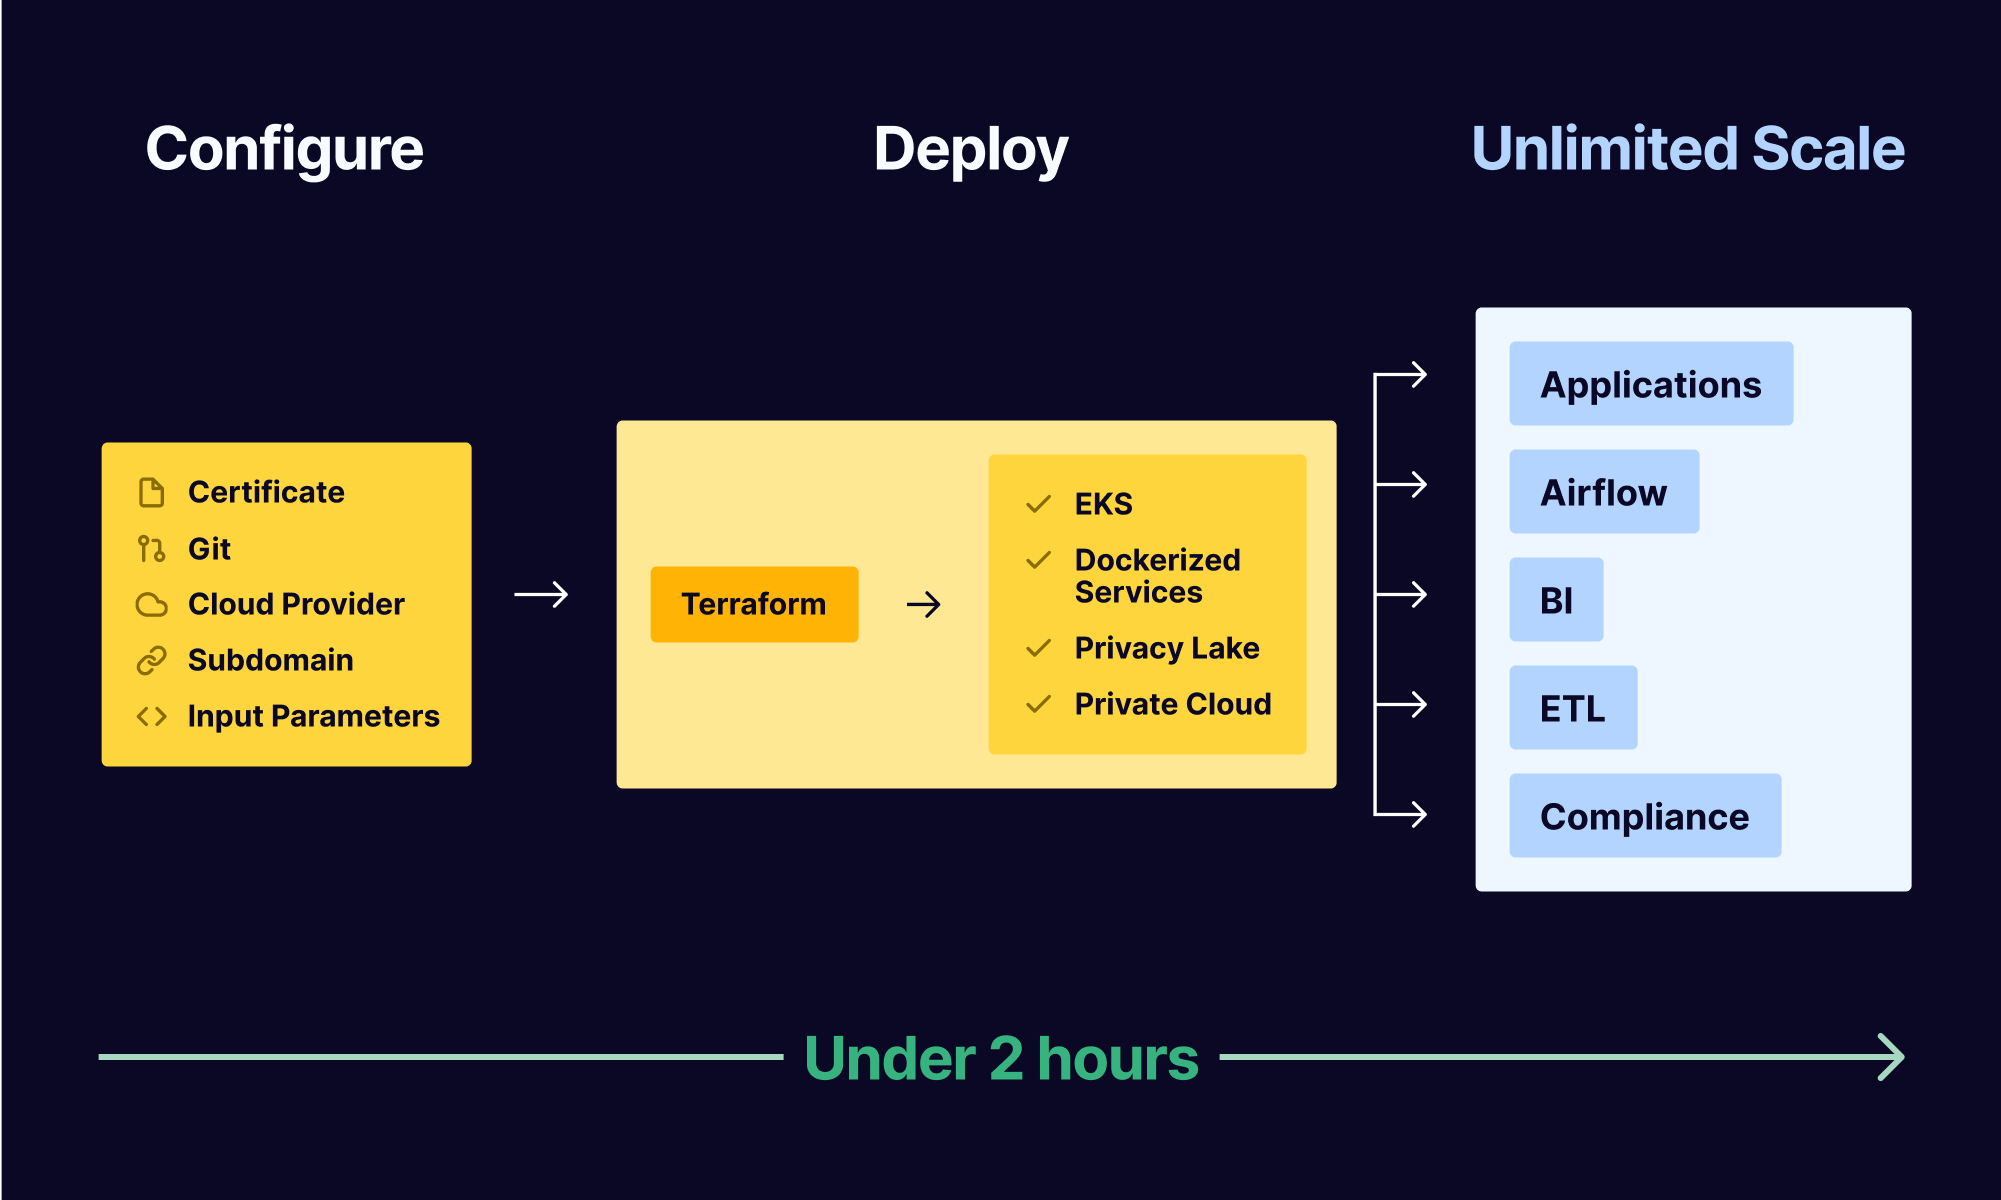 Configure
Deploy
Unlimited Scale
Certificate
Git
Cloud Provider
Subdomain
Input Parameters
Terraform
EKS
Dockerized
Services
Privacy Lake
Private Cloud
Applications
Airflow
BI
ETL
Compliance
Under 2 hours